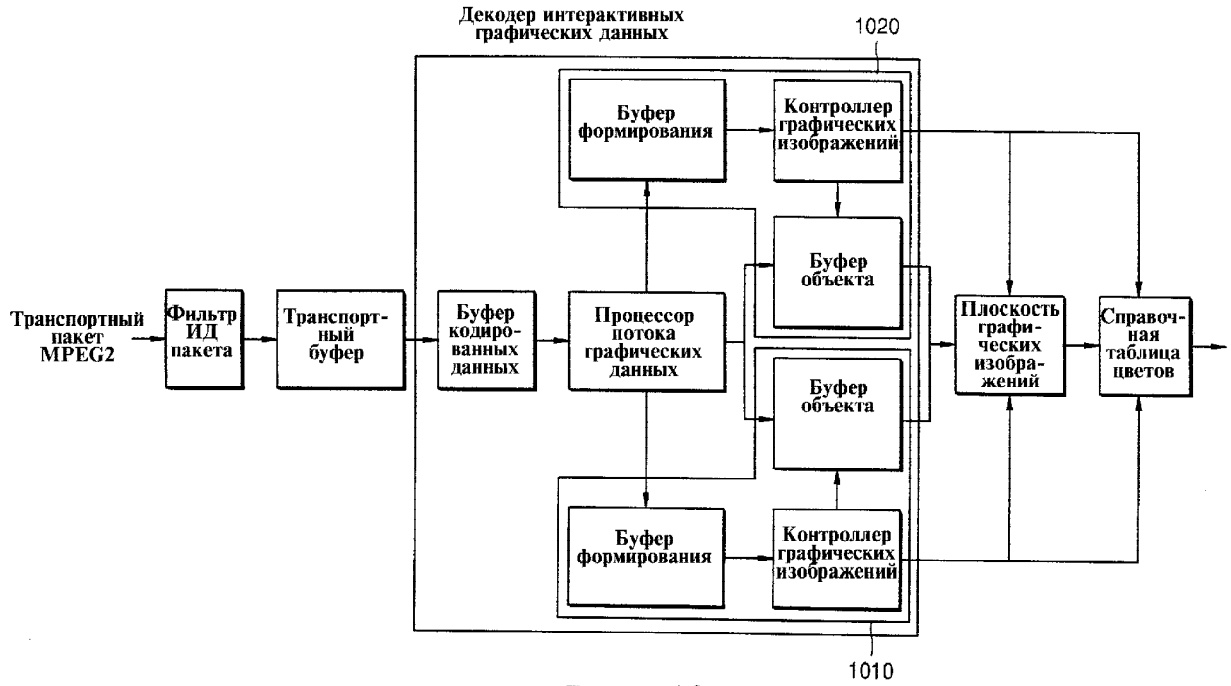 Декодер интерактивных
графических данных
1020
Буфер
формирования
Контроллер
графических
изображений
Буфер
объекта
Транспортный
пакет
MPEG2
Фильтр
ИД
пакета
Транспорт-
ный
буфер
Буфер
кодиро-
ванных
данных
Процессор
потока
графических
данных
Плоскость
графи-
ческих
изобра-
жений
Справоч-
ная
таблица
цветов
Буфер
объекта
Буфер
формирования
Контроллер
графических
изображений
1010